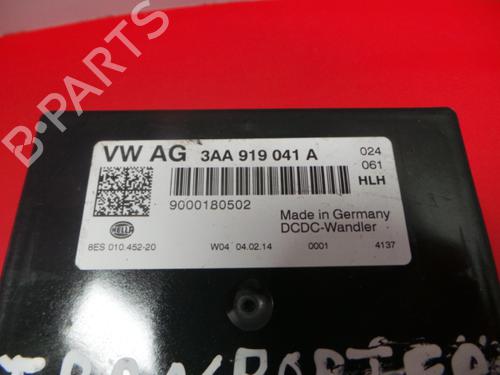 B-PARTS
VW AG 3AA 919 041 A 024
061
HLH
9000180502
Made in Germany
DCDC-Wandler
HELLA
8ES 010.452-20 W04 04.02.14 0001 4137